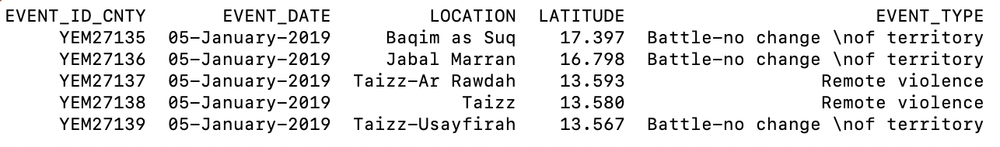 EVENT_ID_CNTY EVENT_DATE LOCATION LATITUDE EVENT_TYPE
YEM27135 05-January-2019 Baqim as Suq 17.397 Battle-no change \nof territory
YEM27136 05-January-2019 Jabal Marran 16.798 Battle-no change \nof territory
YEM27137 05-January-2019 Taizz-Ar Rawdah 13.593 Remote violence
YEM27138 05-January-2019 Taizz 13.580 Remote violence
YEM27139 05-January-2019 Taizz-Usayfirah 13.567 Battle-no change \nof territory